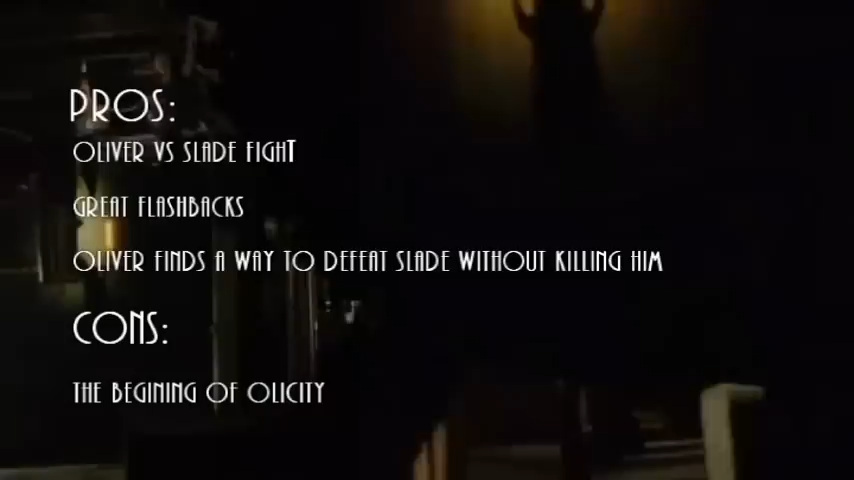 PROS:
OLIVER VS SLADE FIGHT
GREAT FLASHBACKS
OLIVER FINDS A WAY TO DEFEAT SLADE WITHOUT KILLING HIM
CONS:
THE BEGINING OF OLICITY